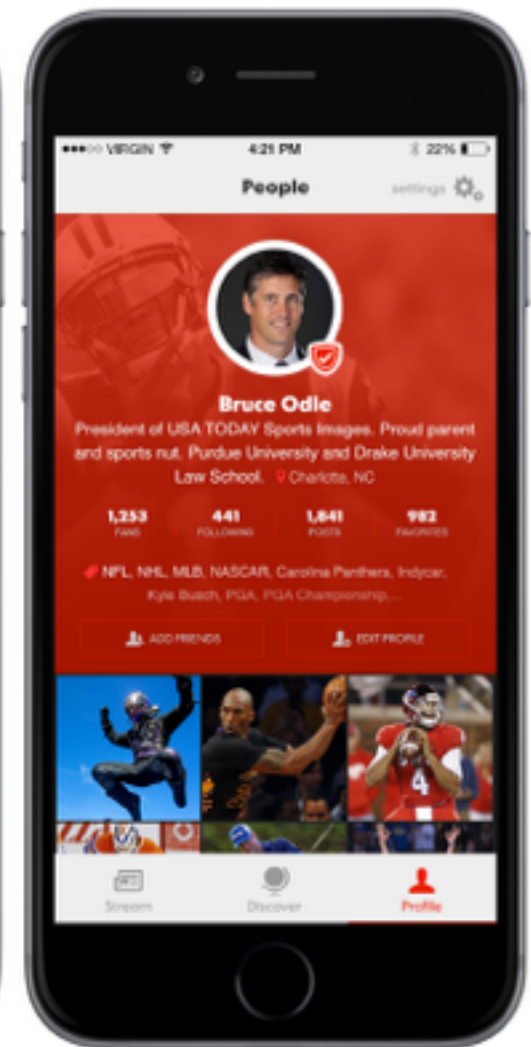 VIRGIN 4:21 PM 22%
People settings
Bruce Odle
President of USA TODAY Sports Images. Proud parent
and sports nut. Purdue University and Drake University
Law School. Charlotte, NC
1,253 441 1,841 982
FANS FOLLOWING POSTS FAVORITES
NFL, NHL, MLB, NASCAR, Carolina Panthers, Indycar,
Kyle Busch, PGA, PGA Championship,...
ADD FRIENDS EDIT PROFILE
4
Stream Discover Profile